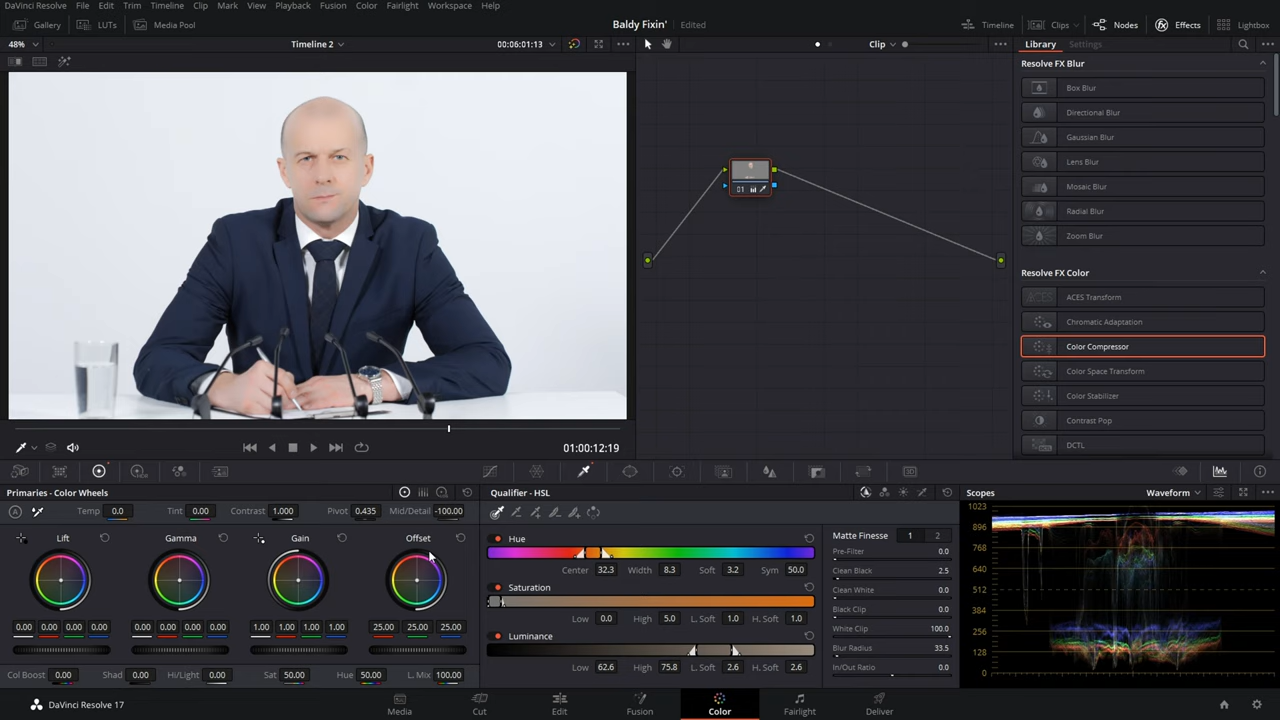 DaVinci Resolve File Edit Trim Timeline Clip Mark View Playback Fusion Color Fairlight Workspace Help
Gallery LUTs Media Pool Baldy Fixin' Edited Timeline Clips Nodes Effects Lightbox
48% Timeline 2 00:06:01:13 Clip Library Settings
Resolve FX Blur
Box Blur
Directional Blur
Gaussian Blur
Lens Blur
Mosaic Blur
Radial Blur
Zoom Blur
Resolve FX Color
ACES Transform
Chromatic Adaptation
Color Compressor
Color Space Transform
Color Stabilizer
Contrast Pop
DCTL
01
01:00:12:19
Primaries - Color Wheels
Temp 0.0 Tint 0.00 Contrast 1.000 Pivot 0.435 Mid/Detail -100.00
Lift Gamma Gain Offset
0.00 0.00 0.00 0.00 0.00 0.00 0.00 0.00 1.00 1.00 1.00 1.00 25.00 25.00 25.00
Col Boost 0.00 Shad 0.00 Hi/Light 0.00 Sat 50.00 Hue 50.00 L. Mix 100.00
Qualifier - HSL
Hue
Center 32.3 Width 8.3 Soft 3.2 Sym 50.0
Saturation
Low 0.0 High 5.0 L. Soft 1.0 H. Soft 1.0
Luminance
Low 62.6 High 75.8 L. Soft 2.6 H. Soft 2.6
Matte Finesse 1 2
Pre-Filter 0.0
Clean Black 2.5
Clean White 0.0
Black Clip 0.0
White Clip 100.0
Blur Radius 33.5
In/Out Ratio 0.0
Scopes Waveform
1023
896
768
640
512
384
256
128
0
DaVinci Resolve 17 Media Cut Edit Fusion Color Fairlight Deliver